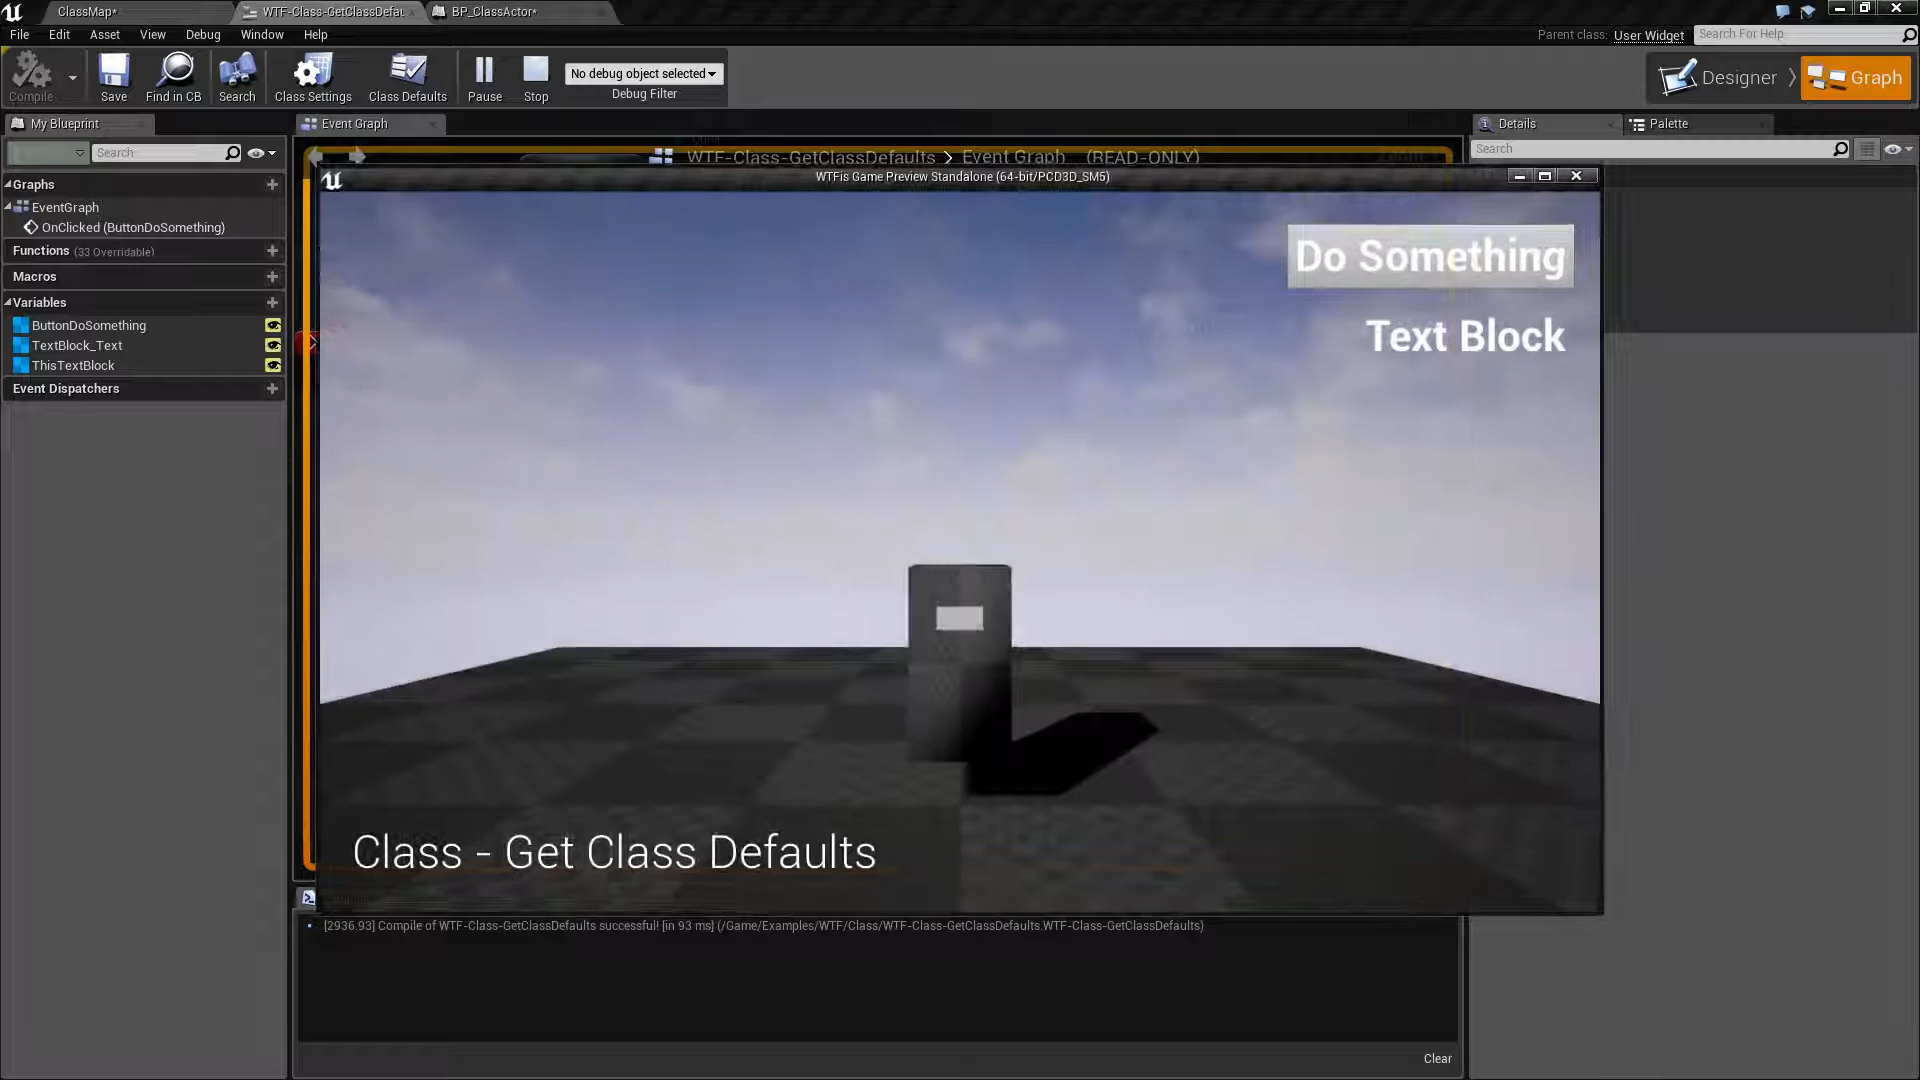 ClassMap*
WTF-Class-GetClassDefau
BP_ClassActor*
File Edit Asset View Debug Window Help
Parent class: User Widget
Search For Help
Compile
Save
Find in CB
Search
Class Settings
Class Defaults
Pause
Stop
No debug object selected
Debug Filter
Designer
Graph
My Blueprint
Event Graph
Details
Palette
Search
Search
WTF-Class-GetClassDefaults > Event Graph (READ-ONLY)
WTFis Game Preview Standalone (64-bit/PCD3D_SM5)
Graphs
EventGraph
OnClicked (ButtonDoSomething)
Functions (33 Overridable)
Macros
Variables
ButtonDoSomething
TextBlock_Text
ThisTextBlock
Event Dispatchers
Do Something
Text Block
Class - Get Class Defaults
[2936.93] Compile of WTF-Class-GetClassDefaults successful! [in 93 ms] (/Game/Examples/WTF/Class/WTF-Class-GetClassDefaults.WTF-Class-GetClassDefaults)
Clear